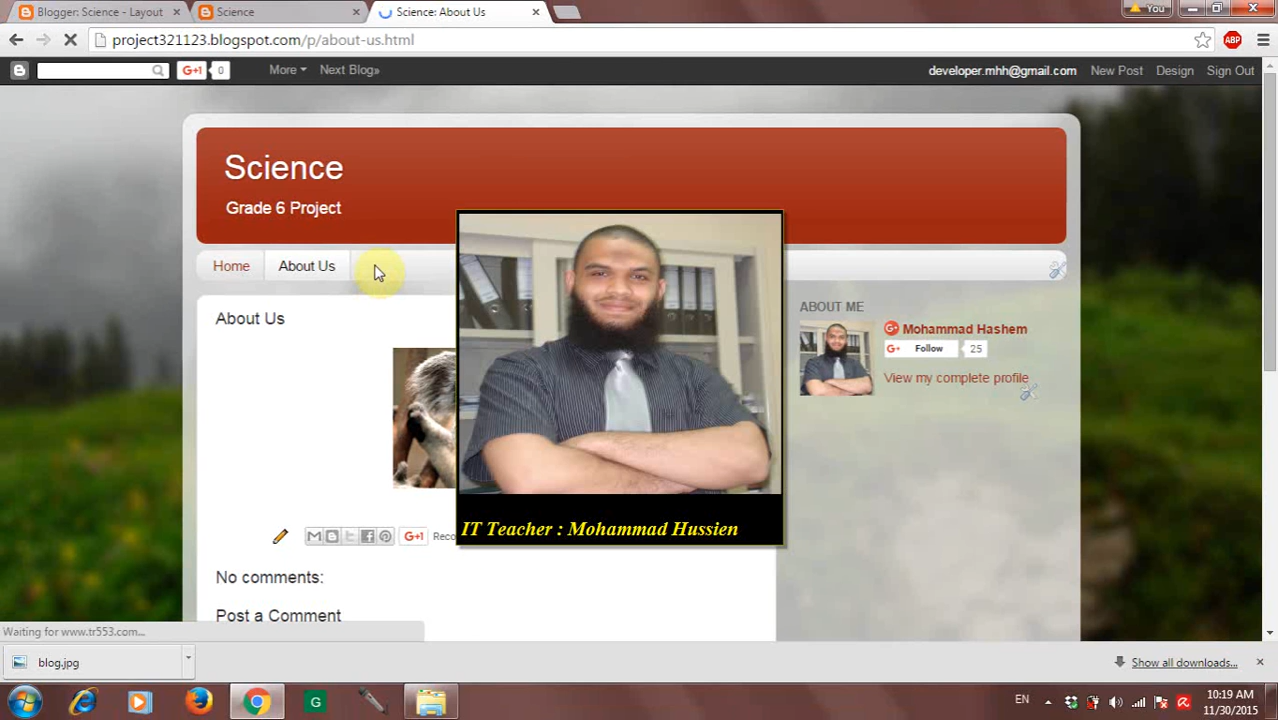 Blogger: Science - Layout
Science
Science: About Us
You
project321123.blogspot.com/p/about-us.html
ABP
G+1 0
More
Next Blog»
developer.mhh@gmail.com
New Post
Design
Sign Out
Science
Grade 6 Project
Home
About Us
About Us
ABOUT ME
Mohammad Hashem
Follow
25
View my complete profile
IT Teacher : Mohammad Hussien
G+1
Reco
No comments:
Post a Comment
Waiting for www.tr553.com...
blog.jpg
Show all downloads...
G
EN
10:19 AM
11/30/2015